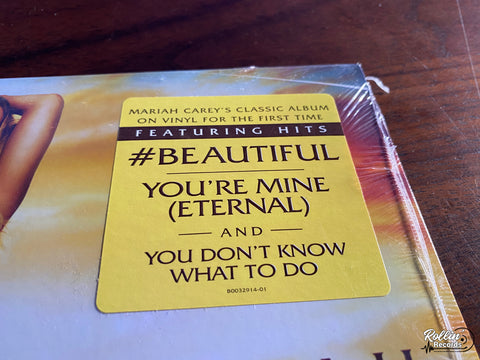 MARIAH CAREY'S CLASSIC ALBUM
ON VINYL FOR THE FIRST TIME
FEATURING HITS
#BEAUTIFUL
YOU'RE MINE
(ETERNAL)
AND
YOU DON'T KNOW
WHAT TO DO
B0032914-01
Rollin
Records